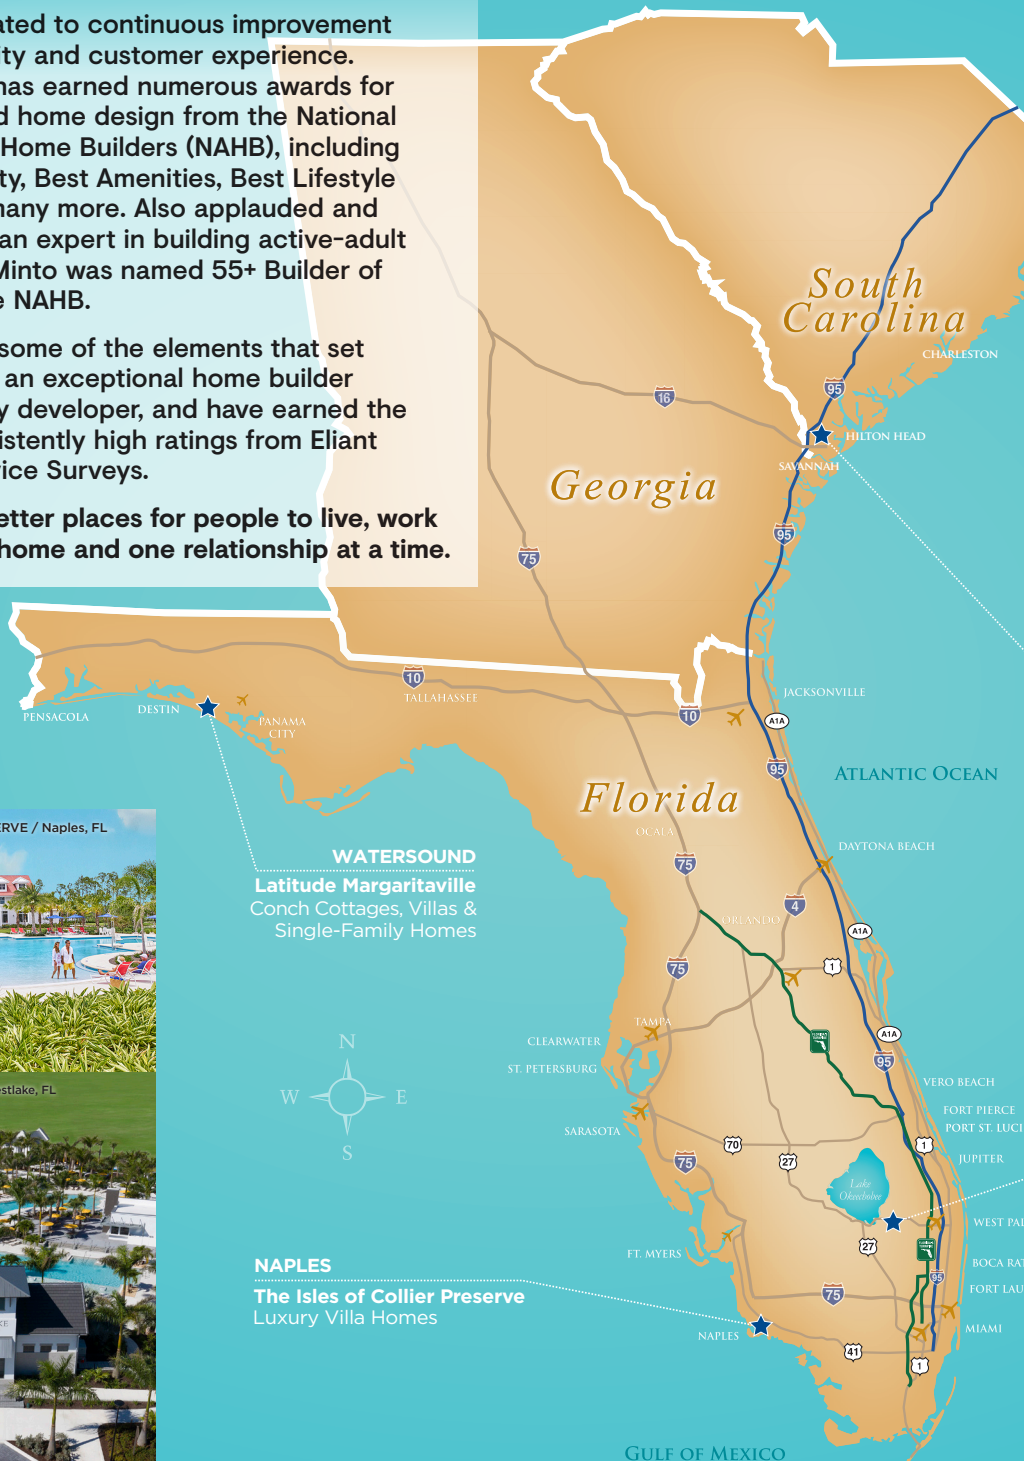 ated to continuous improvement
ity and customer experience.
has earned numerous awards for
d home design from the National
Home Builders (NAHB), including
ty, Best Amenities, Best Lifestyle
many more. Also applauded and
an expert in building active-adult
Minto was named 55+ Builder of
e NAHB.
some of the elements that set
an exceptional home builder
y developer, and have earned the
sistently high ratings from Eliant
vice Surveys.
etter places for people to live, work
home and one relationship at a time.
South
Carolina
CHARLESTON
95
16
HILTON HEAD
SAVANNAH
Georgia
95
75
10
TALLAHASSEE
JACKSONVILLE
DESTIN
PENSACOLA
PANAMA
CITY
10
A1A
95
ATLANTIC OCEAN
Florida
ERVE / Naples, FL
OCALA
DAYTONA BEACH
WATERSOUND
Latitude Margaritaville
Conch Cottages, Villas &
Single-Family Homes
75
4
ORLANDO
A1A
75
1
TAMPA
CLEARWATER
A1A
N
W
E
S
ST. PETERSBURG
95
estlake, FL
VERO BEACH
FORT PIERCE
PORT ST. LUCI
SARASOTA
70
1
27
75
JUPITER
Lake
Okeechobee
WEST PAL
27
FT. MYERS
BOCA RAT
95
NAPLES
The Isles of Collier Preserve
Luxury Villa Homes
75
FORT LAU
MIAMI
NAPLES
41
1
KE
GULF OF MEXICO